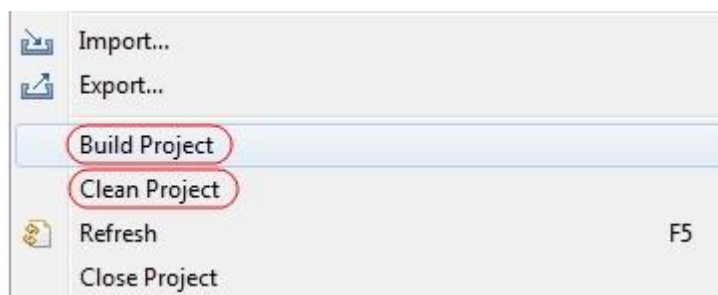 Import...
Export...
Build Project
Clean Project
Refresh F5
Close Project